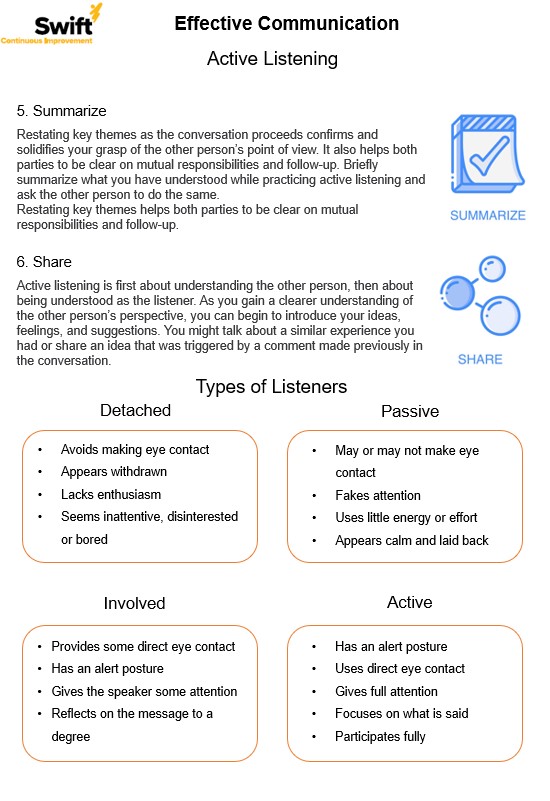 Swift
Continuous Improvement
Effective Communication
Active Listening
5. Summarize
Restating key themes as the conversation proceeds confirms and
solidifies your grasp of the other person's point of view. It also helps both
parties to be clear on mutual responsibilities and follow-up. Briefly
summarize what you have understood while practicing active listening and
ask the other person to do the same.
Restating key themes helps both parties to be clear on mutual
responsibilities and follow-up.
SUMMARIZE
6. Share
Active listening is first about understanding the other person, then about
being understood as the listener. As you gain a clearer understanding of
the other person's perspective, you can begin to introduce your ideas,
feelings, and suggestions. You might talk about a similar experience you
had or share an idea that was triggered by a comment made previously in
the conversation.
SHARE
Types of Listeners
Detached
• Avoids making eye contact
• Appears withdrawn
• Lacks enthusiasm
• Seems inattentive, disinterested
or bored
Passive
• May or may not make eye
contact
• Fakes attention
• Uses little energy or effort
• Appears calm and laid back
Involved
• Provides some direct eye contact
• Has an alert posture
• Gives the speaker some attention
• Reflects on the message to a
degree
Active
• Has an alert posture
• Uses direct eye contact
• Gives full attention
• Focuses on what is said
• Participates fully